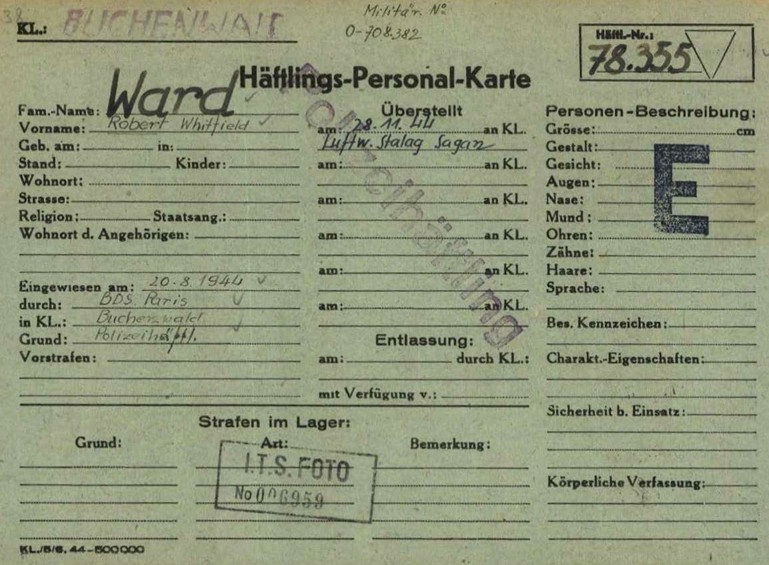 38
KL.: BUCHENWALD
Militär. No
O-708.382
Häftl.-Nr.:
78.355
Häftlings-Personal-Karte
Fam.-Name: Ward
Vorname: Robert Whitfield
Geb. am: in:
Stand: Kinder:
Wohnort:
Strasse:
Religion: Staatsang.:
Wohnort d. Angehörigen:
Eingewiesen am: 20-8.1944
durch: BDS. Paris
in KL.: Buchenwald
Grund: Polizeihäftl.
Vorstrafen:
Überstellt
am: 28.11.44 an KL.
Luftw. Stalag Sagan
am: an KL.
am: an KL.
am: an KL.
am: an KL.
am: an KL.
Polizeihäftling
Entlassung:
am: durch KL.:
mit Verfügung v.:
Personen-Beschreibung:
Grösse: cm
Gestalt:
Gesicht:
Augen:
Nase:
Mund:
Ohren:
Zähne:
Haare:
Sprache:
E
Bes. Kennzeichen:
Charakt.-Eigenschaften:
Sicherheit b. Einsatz:
Körperliche Verfassung:
Strafen im Lager:
Grund: Art: Bemerkung:
I.T.S. FOTO
No 006959
KL/5/6. 44-500000